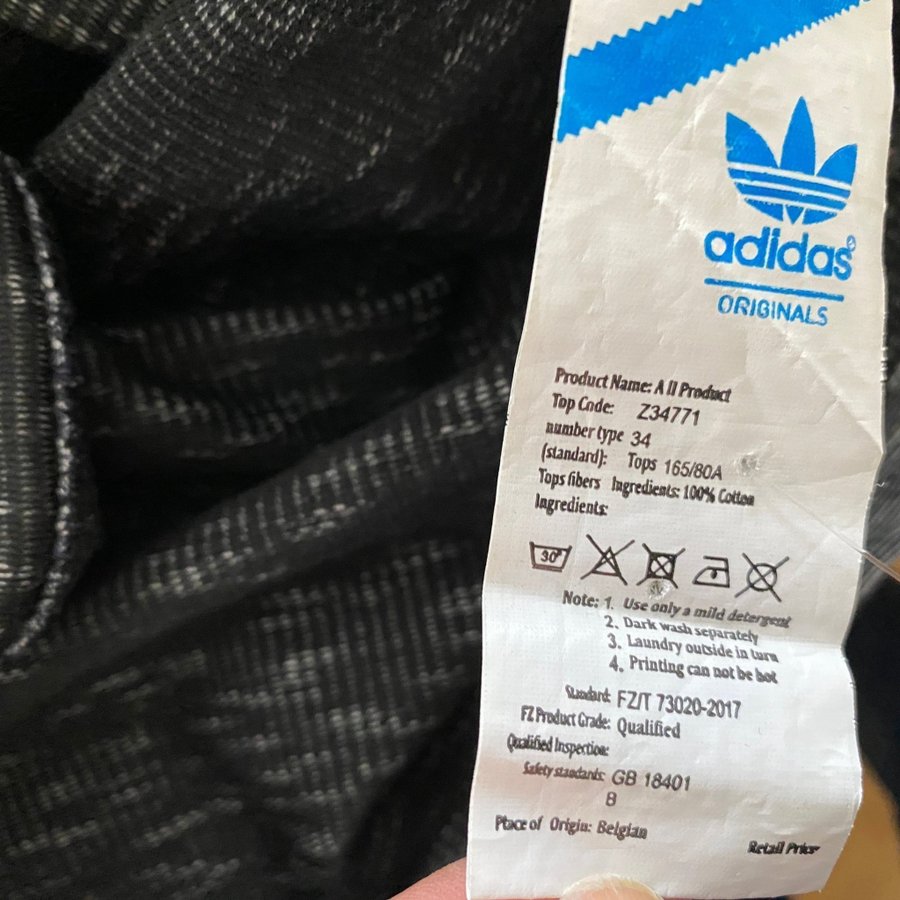 adidas®
ORIGINALS
Product Name: A ll Product
Top Code: Z34771
number type 34
(standard): Tops 165/80A
Tops fibers Ingredients: 100% Cotton
Ingredients:
30°
Note: 1. Use only a mild detergent
2. Dark wash separately
3. Laundry outside in turn
4. Printing can not be hot
Standard: FZ/T 73020-2017
FZ Product Grade: Qualified
Qualified Inspection:
Safety standards: GB 18401
8
Place of Origin: Belgian
Retail Price